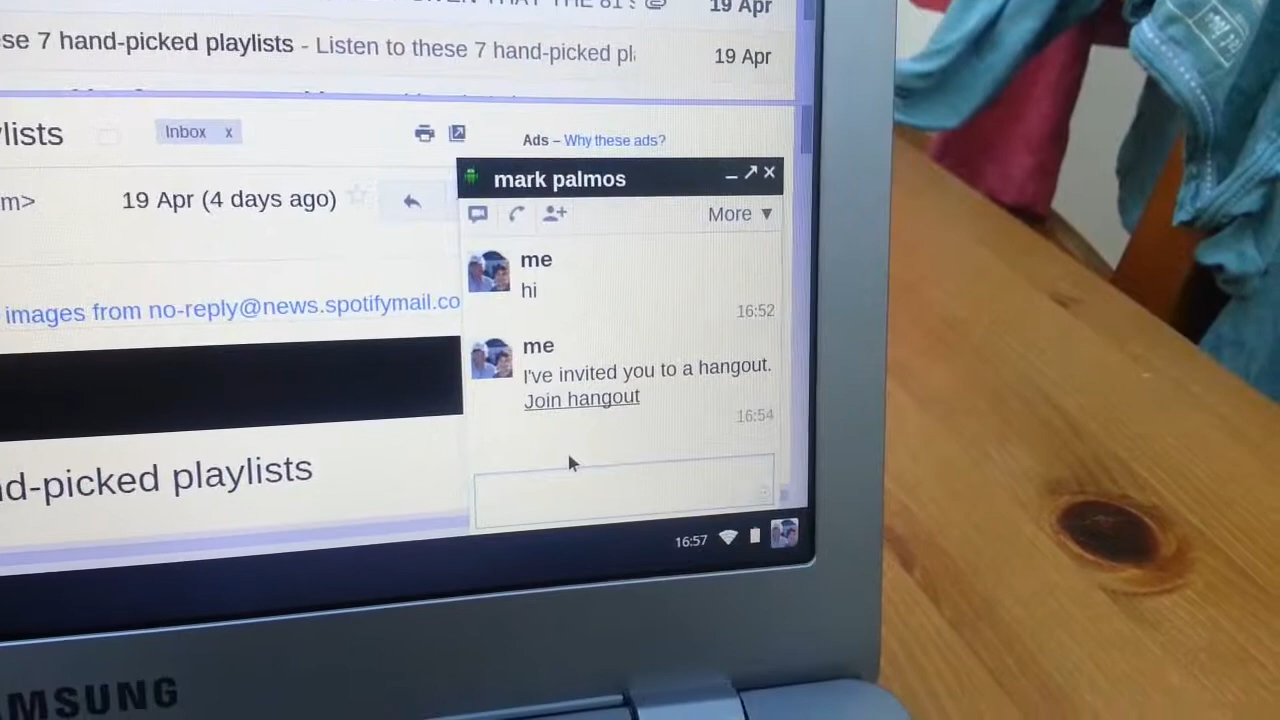 19 Apr
se 7 hand-picked playlists - Listen to these 7 hand-picked pl
19 Apr
lists
Inbox x
Ads – Why these ads?
mark palmos
m>
19 Apr (4 days ago)
More
me
hi
16:52
images from no-reply@news.spotifymail.co
me
I've invited you to a hangout.
Join hangout
16:54
nd-picked playlists
16:57
MSUNG